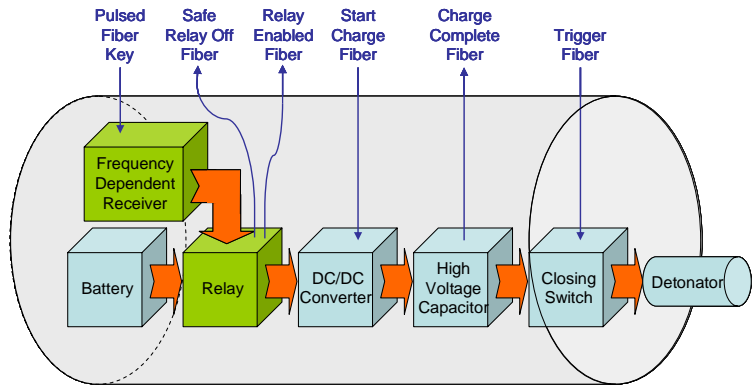 Pulsed
Fiber
Key
Safe
Relay Off
Fiber
Relay
Enabled
Fiber
Start
Charge
Fiber
Charge
Complete
Fiber
Trigger
Fiber
Frequency
Dependent
Receiver
Battery
Relay
DC/DC
Converter
High
Voltage
Capacitor
Closing
Switch
Detonator